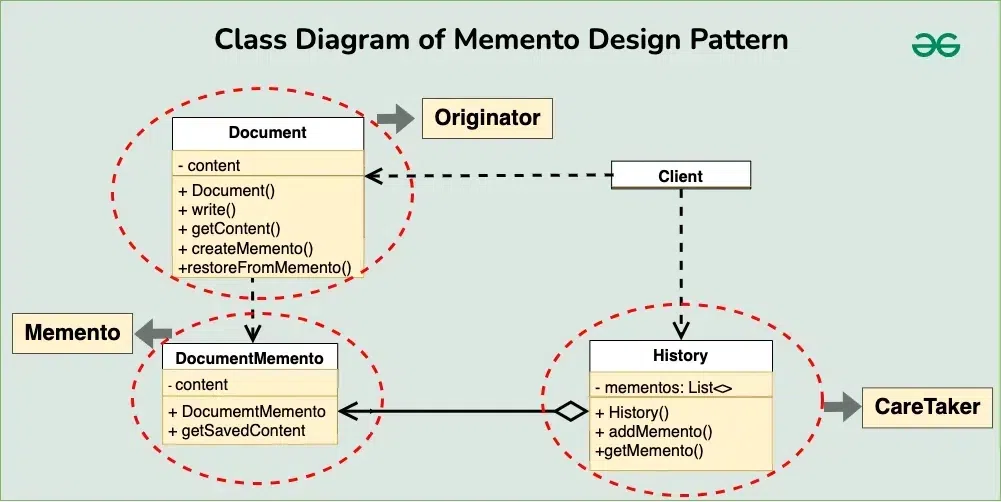 Class Diagram of Memento Design Pattern
Document
- content
+ Document()
+ write()
+ getContent()
+ createMemento()
+restoreFromMemento()
Originator
Client
Memento
DocumentMemento
- content
+ DocumemtMemento
+ getSavedContent
History
- mementos: List<>
+ History()
+ addMemento()
+getMemento()
CareTaker